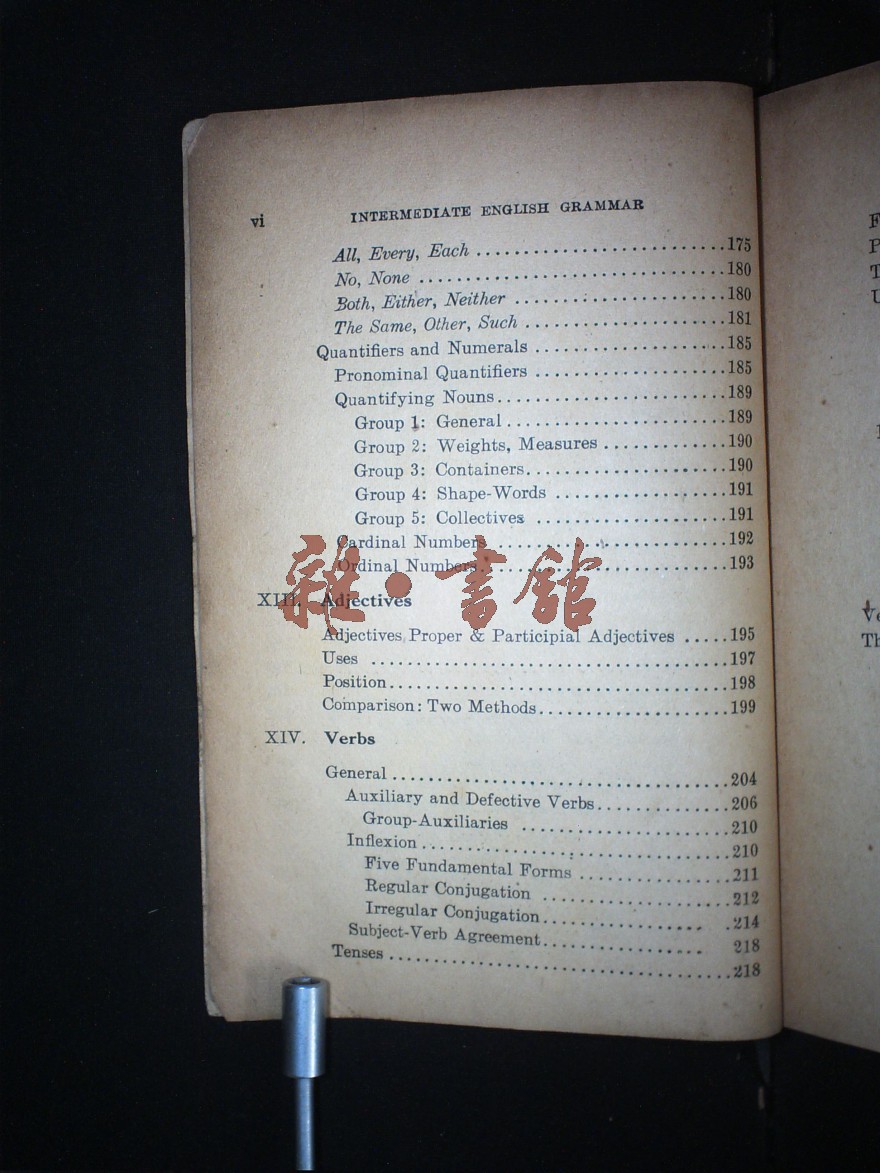 vi INTERMEDIATE ENGLISH GRAMMAR
All, Every, Each ............................175
No, None ..................................180
Both, Either, Neither .......................180
The Same, Other, Such ......................181
Quantifiers and Numerals .....................185
Pronominal Quantifiers .....................185
Quantifying Nouns..........................189
Group 1: General .........................189
Group 2: Weights, Measures ..............190
Group 3: Containers......................190
Group 4: Shape-Words ...................191
Group 5: Collectives .....................191
Cardinal Numbers ..........................192
Ordinal Numbers............................193
雜·書館
XIII. Adjectives
Adjectives Proper & Participial Adjectives .....195
Uses .......................................197
Position.....................................198
Comparison: Two Methods.....................199
XIV. Verbs
General .....................................204
Auxiliary and Defective Verbs...............206
Group-Auxiliaries .......................210
Inflexion ..................................210
Five Fundamental Forms .................211
Regular Conjugation .....................212
Irregular Conjugation....................214
Subject-Verb Agreement.................... 218
Tenses .....................................218
F
P
T
U
Ve
Th